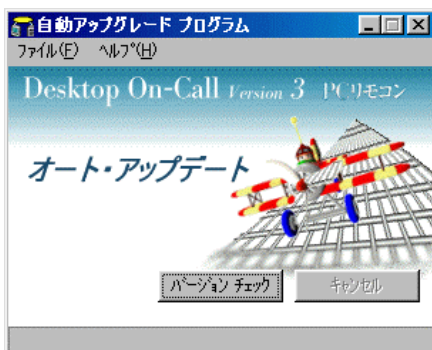 自動アップグレード プログラム
ファイル(F) ヘルプ(H)
Desktop On-Call Version 3 PCリモコン
オート・アップデート
バージョン チェック キャンセル